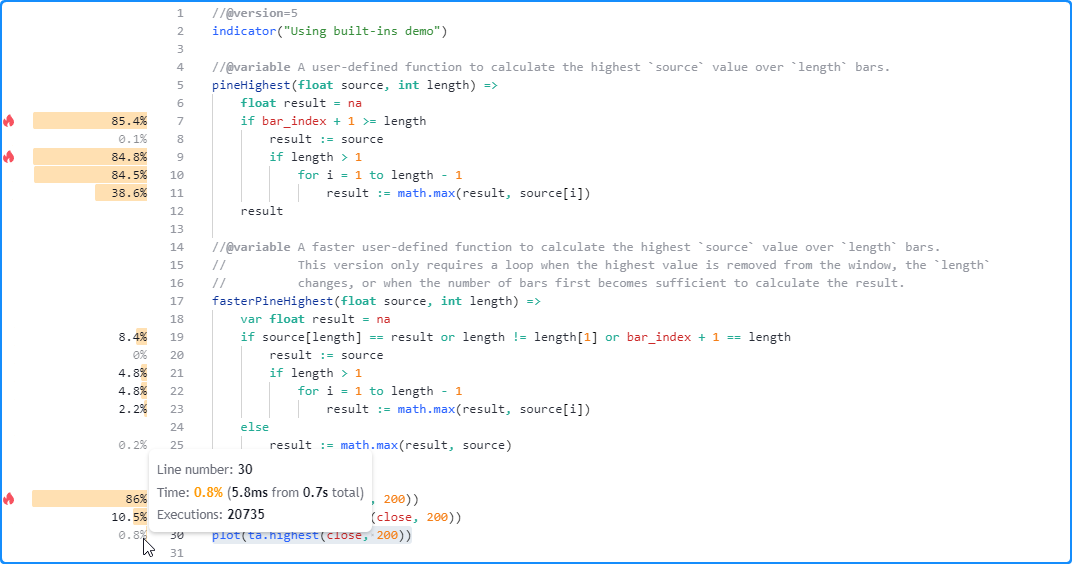 1 //@version=5
2 indicator("Using built-ins demo")
3
4 //@variable A user-defined function to calculate the highest `source` value over `length` bars.
5 pineHighest(float source, int length) =>
6 float result = na
85.4% 7 if bar_index + 1 >= length
0.1% 8 result := source
84.8% 9 if length > 1
84.5% 10 for i = 1 to length - 1
38.6% 11 result := math.max(result, source[i])
12 result
13
14 //@variable A faster user-defined function to calculate the highest `source` value over `length` bars.
15 // This version only requires a loop when the highest value is removed from the window, the `length`
16 // changes, or when the number of bars first becomes sufficient to calculate the result.
17 fasterPineHighest(float source, int length) =>
18 var float result = na
8.4% 19 if source[length] == result or length != length[1] or bar_index + 1 == length
0% 20 result := source
4.8% 21 if length > 1
4.8% 22 for i = 1 to length - 1
2.2% 23 result := math.max(result, source[i])
24 else
0.2% 25 result := math.max(result, source)
Line number: 30
Time: 0.8% (5.8ms from 0.7s total)
Executions: 20735
86% , 200))
10.5% (close, 200))
0.8% 30 plot(ta.highest(close, 200))
31